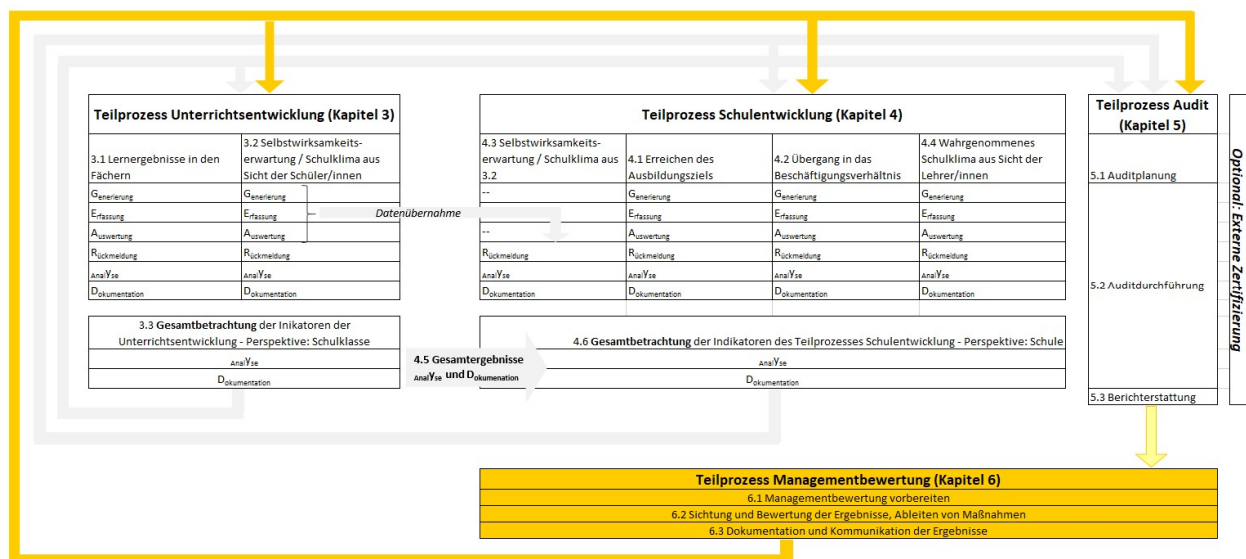 Teilprozess Unterrichtsentwicklung (Kapitel 3)
3.1 Lernergebnisse in den
Fächern
3.2 Selbstwirksamkeits-
erwartung / Schulklima aus
Sicht der Schüler/innen
Generierung
Generierung
Erfassung
Erfassung
Auswertung
Auswertung
Rückmeldung
Rückmeldung
AnalYse
AnalYse
Dokumentation
Dokumentation
Datenübernahme
3.3 Gesamtbetrachtung der Inikatoren der
Unterrichtsentwicklung - Perspektive: Schulklasse
AnalYse
Dokumentation
4.5 Gesamtergebnisse
AnalYse und Dokumenation
Teilprozess Schulentwicklung (Kapitel 4)
4.3 Selbstwirksamkeits-
erwartung / Schulklima aus
3.2
4.1 Erreichen des
Ausbildungsziels
4.2 Übergang in das
Beschäftigungsverhältnis
4.4 Wahrgenommenes
Schulklima aus Sicht der
Lehrer/innen
--
Generierung
Generierung
Generierung
Erfassung
Erfassung
Erfassung
--
Auswertung
Auswertung
Auswertung
Rückmeldung
Rückmeldung
Rückmeldung
Rückmeldung
AnalYse
AnalYse
AnalYse
AnalYse
Dokumentation
Dokumentation
Dokumentation
Dokumentation
4.6 Gesamtbetrachtung der Indikatoren des Teilprozesses Schulentwicklung - Perspektive: Schule
AnalYse
Dokumentation
Teilprozess Audit
(Kapitel 5)
5.1 Auditplanung
5.2 Auditdurchführung
5.3 Berichterstattung
Optional: Externe Zertifizierung
Teilprozess Managementbewertung (Kapitel 6)
6.1 Managementbewertung vorbereiten
6.2 Sichtung und Bewertung der Ergebnisse, Ableiten von Maßnahmen
6.3 Dokumentation und Kommunikation der Ergebnisse